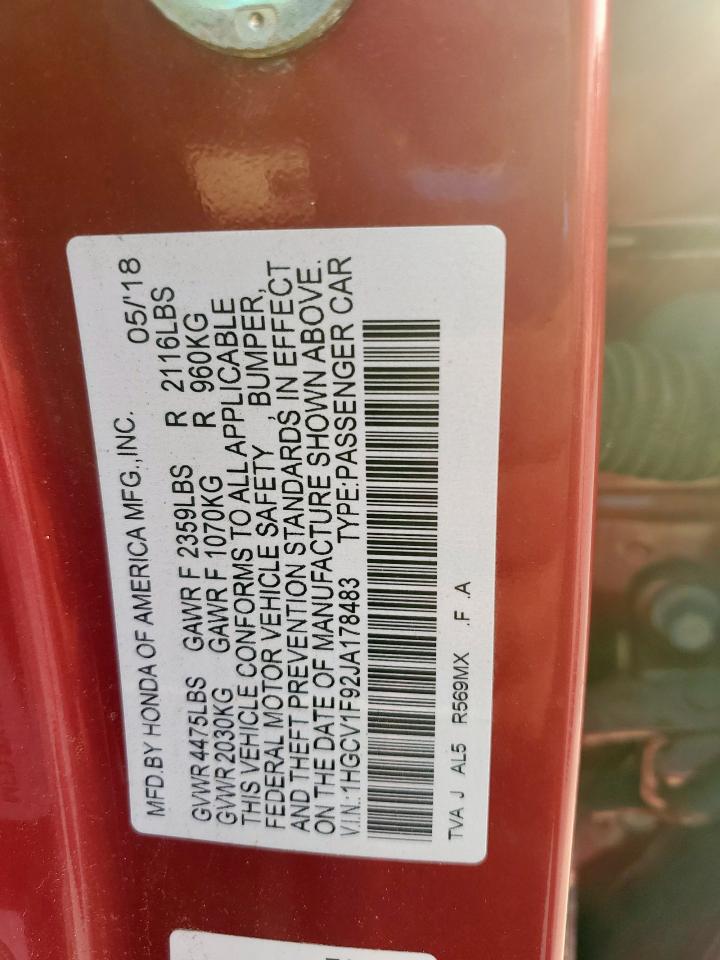 MFD.BY HONDA OF AMERICA MFG.,INC. 05/'18
GVWR 4475LBS GAWR F 2359LBS R 2116LBS
GVWR 2030KG GAWR F 1070KG R 960KG
THIS VEHICLE CONFORMS TO ALL APPLICABLE
FEDERAL MOTOR VEHICLE SAFETY , BUMPER,
AND THEFT PREVENTION STANDARDS IN EFFECT
ON THE DATE OF MANUFACTURE SHOWN ABOVE.
V.I.N.:1HGCV1F92JA178483 TYPE:PASSENGER CAR
TVA J AL5 R569MX .F .A